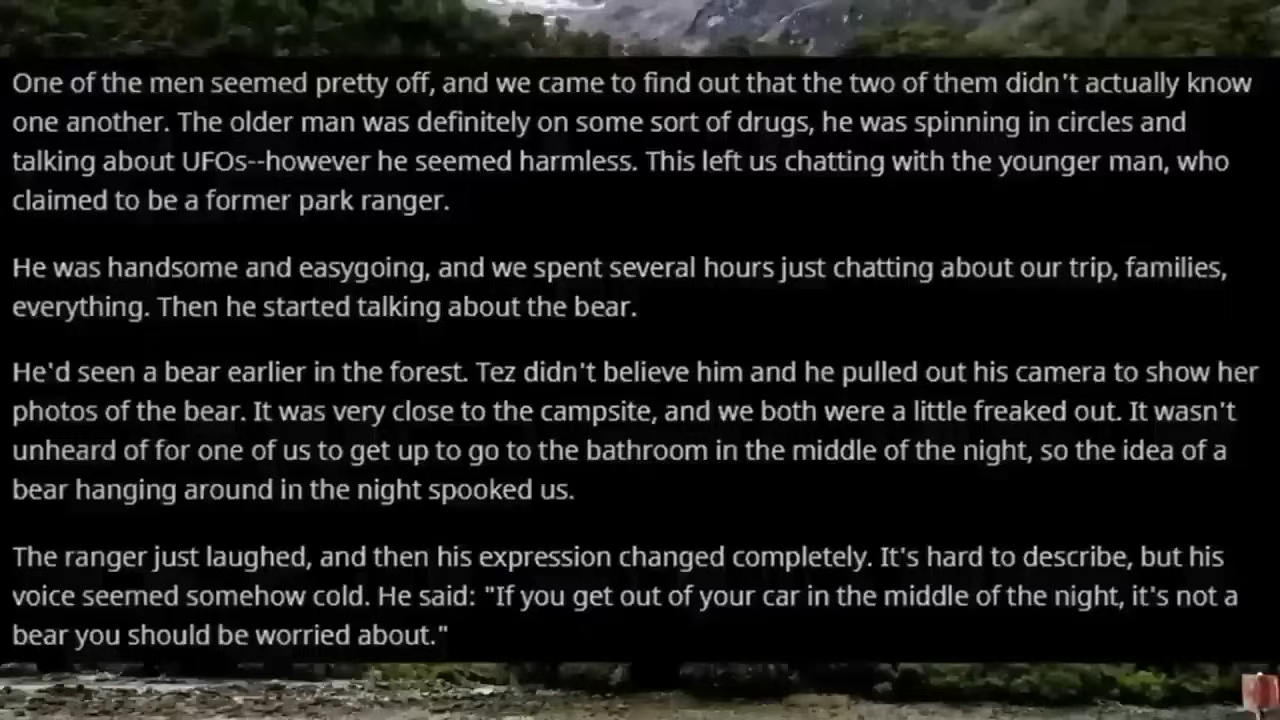 One of the men seemed pretty off, and we came to find out that the two of them didn't actually know
one another. The older man was definitely on some sort of drugs, he was spinning in circles and
talking about UFOs--however he seemed harmless. This left us chatting with the younger man, who
claimed to be a former park ranger.
He was handsome and easygoing, and we spent several hours just chatting about our trip, families,
everything. Then he started talking about the bear.
He'd seen a bear earlier in the forest. Tez didn't believe him and he pulled out his camera to show her
photos of the bear. It was very close to the campsite, and we both were a little freaked out. It wasn't
unheard of for one of us to get up to go to the bathroom in the middle of the night, so the idea of a
bear hanging around in the night spooked us.
The ranger just laughed, and then his expression changed completely. It's hard to describe, but his
voice seemed somehow cold. He said: "If you get out of your car in the middle of the night, it's not a
bear you should be worried about."